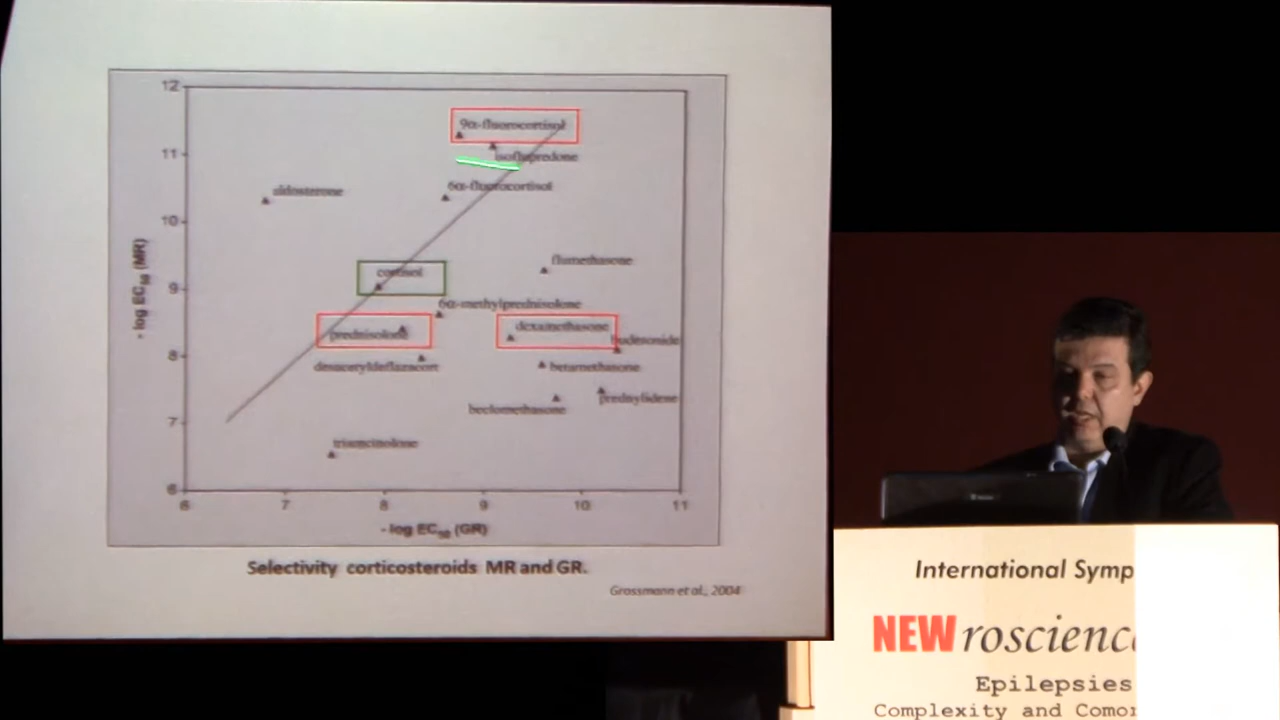 12
9α-fluorocortisol
11
isoflupredone
aldosterone
6α-fluorocortisol
10
flumethasone
cortisol
9
6α-methylprednisolone
prednisolone
dexamethasone
budesonide
8
desacetyldeflazacort
betamethasone
beclomethasone
prednylidene
7
triamcinolone
6
6 7 8 9 10 11
- log EC50 (MR)
- log EC50 (GR)
Selectivity corticosteroids MR and GR.
Grossmann et al., 2004
International Symp
NEWroscienc
Epilepsies
Complexity and Comor